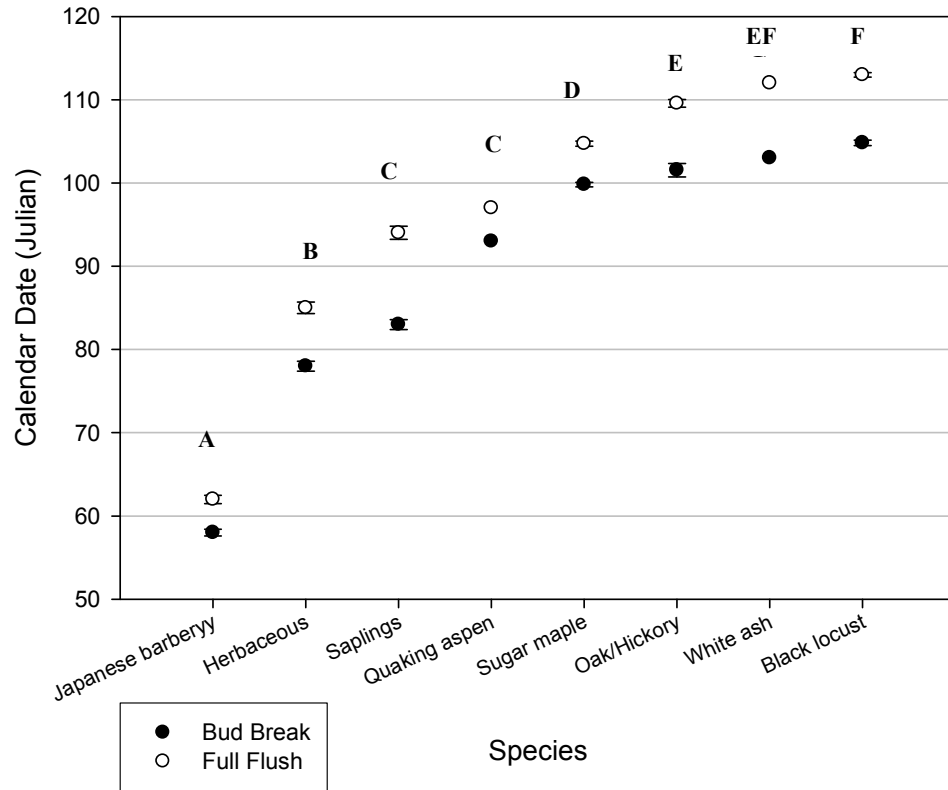 120
110
100
90
80
70
60
50
Calendar Date (Julian)
A
B
C
C
D
E
EF
F
Japanese barberyy
Herbaceous
Saplings
Quaking aspen
Sugar maple
Oak/Hickory
White ash
Black locust
Species
Bud Break
Full Flush